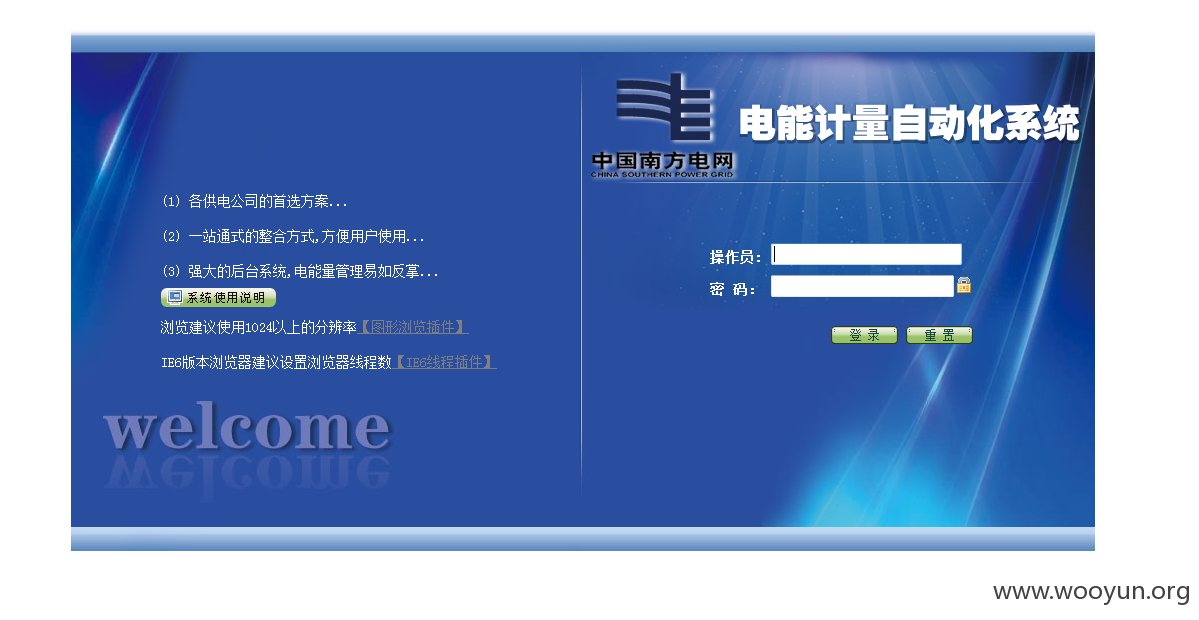 中国南方电网
CHINA SOUTHERN POWER GRID
电能计量自动化系统
(1) 各供电公司的首选方案...
(2) 一站通式的整合方式,方便用户使用...
(3) 强大的后台系统,电能量管理易如反掌...
系统使用说明
浏览建议使用1024以上的分辨率【图形浏览插件】
IE6版本浏览器建议设置浏览器线程数【IE6线程插件】
welcome
操作员：
密 码：
登 录
重 置
www.wooyun.org